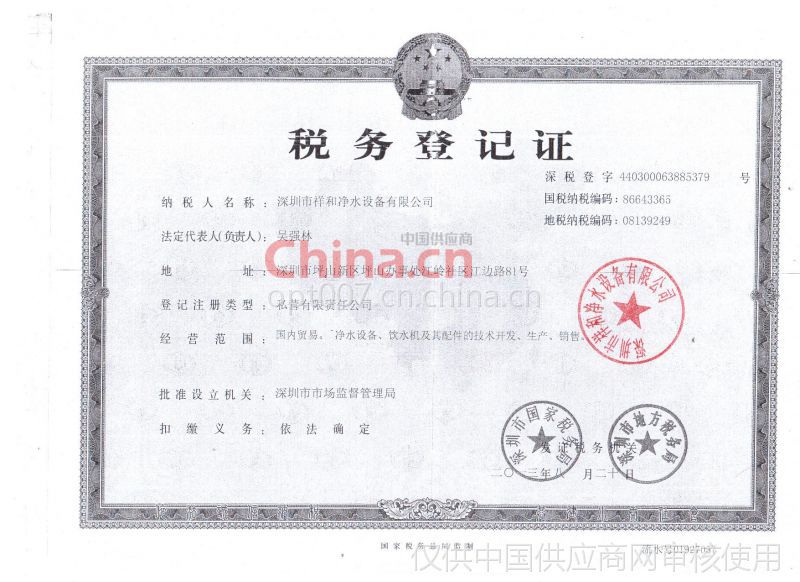 税务登记证
深税登字 440300063885379 号
国税纳税编码: 86643365
地税纳税编码: 08139249
纳税人名称: 深圳市祥和净水设备有限公司
法定代表人(负责人): 吴强林
中国供应商
China.cn
地址: 深圳市坪山新区坪山办事处江岭社区江边路81号
opt007.cn.china.cn
登记注册类型: 私营有限责任公司
经营范围: 国内贸易。净水设备、饮水机及其配件的技术开发、生产、销售。
深圳市祥和净水设备有限公司
批准设立机关: 深圳市市场监督管理局
扣缴义务: 依法确定
深圳市国家税务局
深圳市地方税务局
发证税务机关
二〇一三年八月二十日
国家税务总局监制
仅供中国供应商网审核使用